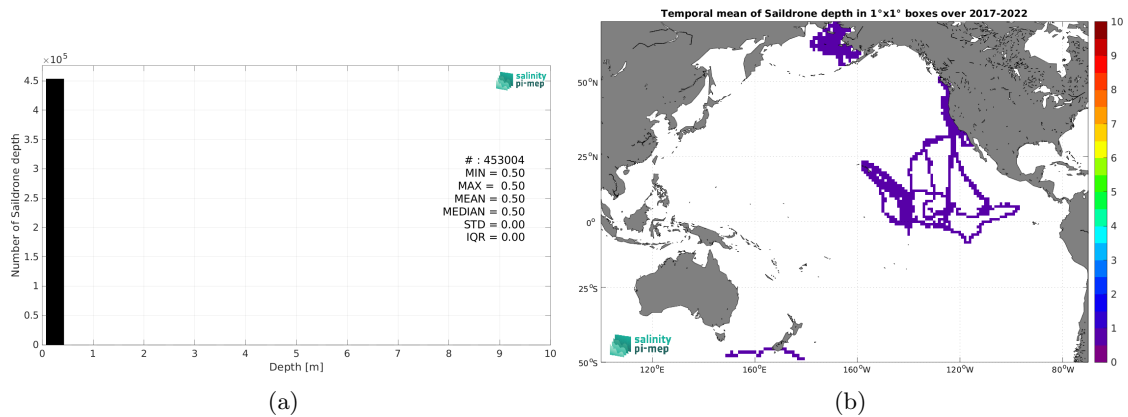 ×10⁵
4.5
4
3.5
3
2.5
2
1.5
1
0.5
0
Number of Saildrone depth
salinity
pi-mep
# : 453004
MIN = 0.50
MAX = 0.50
MEAN = 0.50
MEDIAN = 0.50
STD = 0.00
IQR = 0.00
0 1 2 3 4 5 6 7 8 9 10
Depth [m]
(a)
Temporal mean of Saildrone depth in 1°x1° boxes over 2017-2022
50°N
25°N
0°
25°S
50°S
salinity
pi-mep
120°E 160°E 160°W 120°W 80°W
10
9
8
7
6
5
4
3
2
1
0
(b)